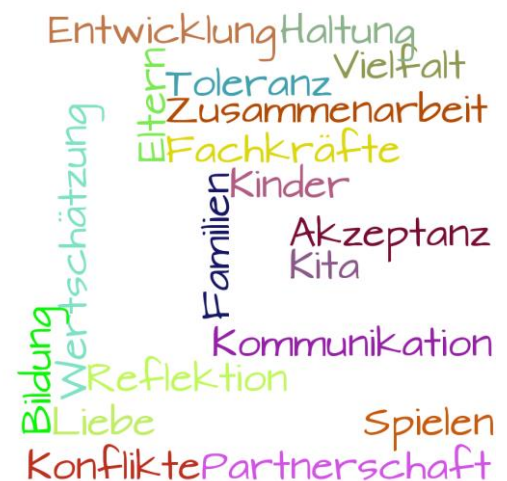 Entwicklung Haltung
Vielfalt
Eltern
Toleranz
Zusammenarbeit
Fachkräfte
Wertschätzung
Kinder
Familien
Akzeptanz
Kita
Bildung
Kommunikation
Reflektion
Liebe
Spielen
Konflikte Partnerschaft